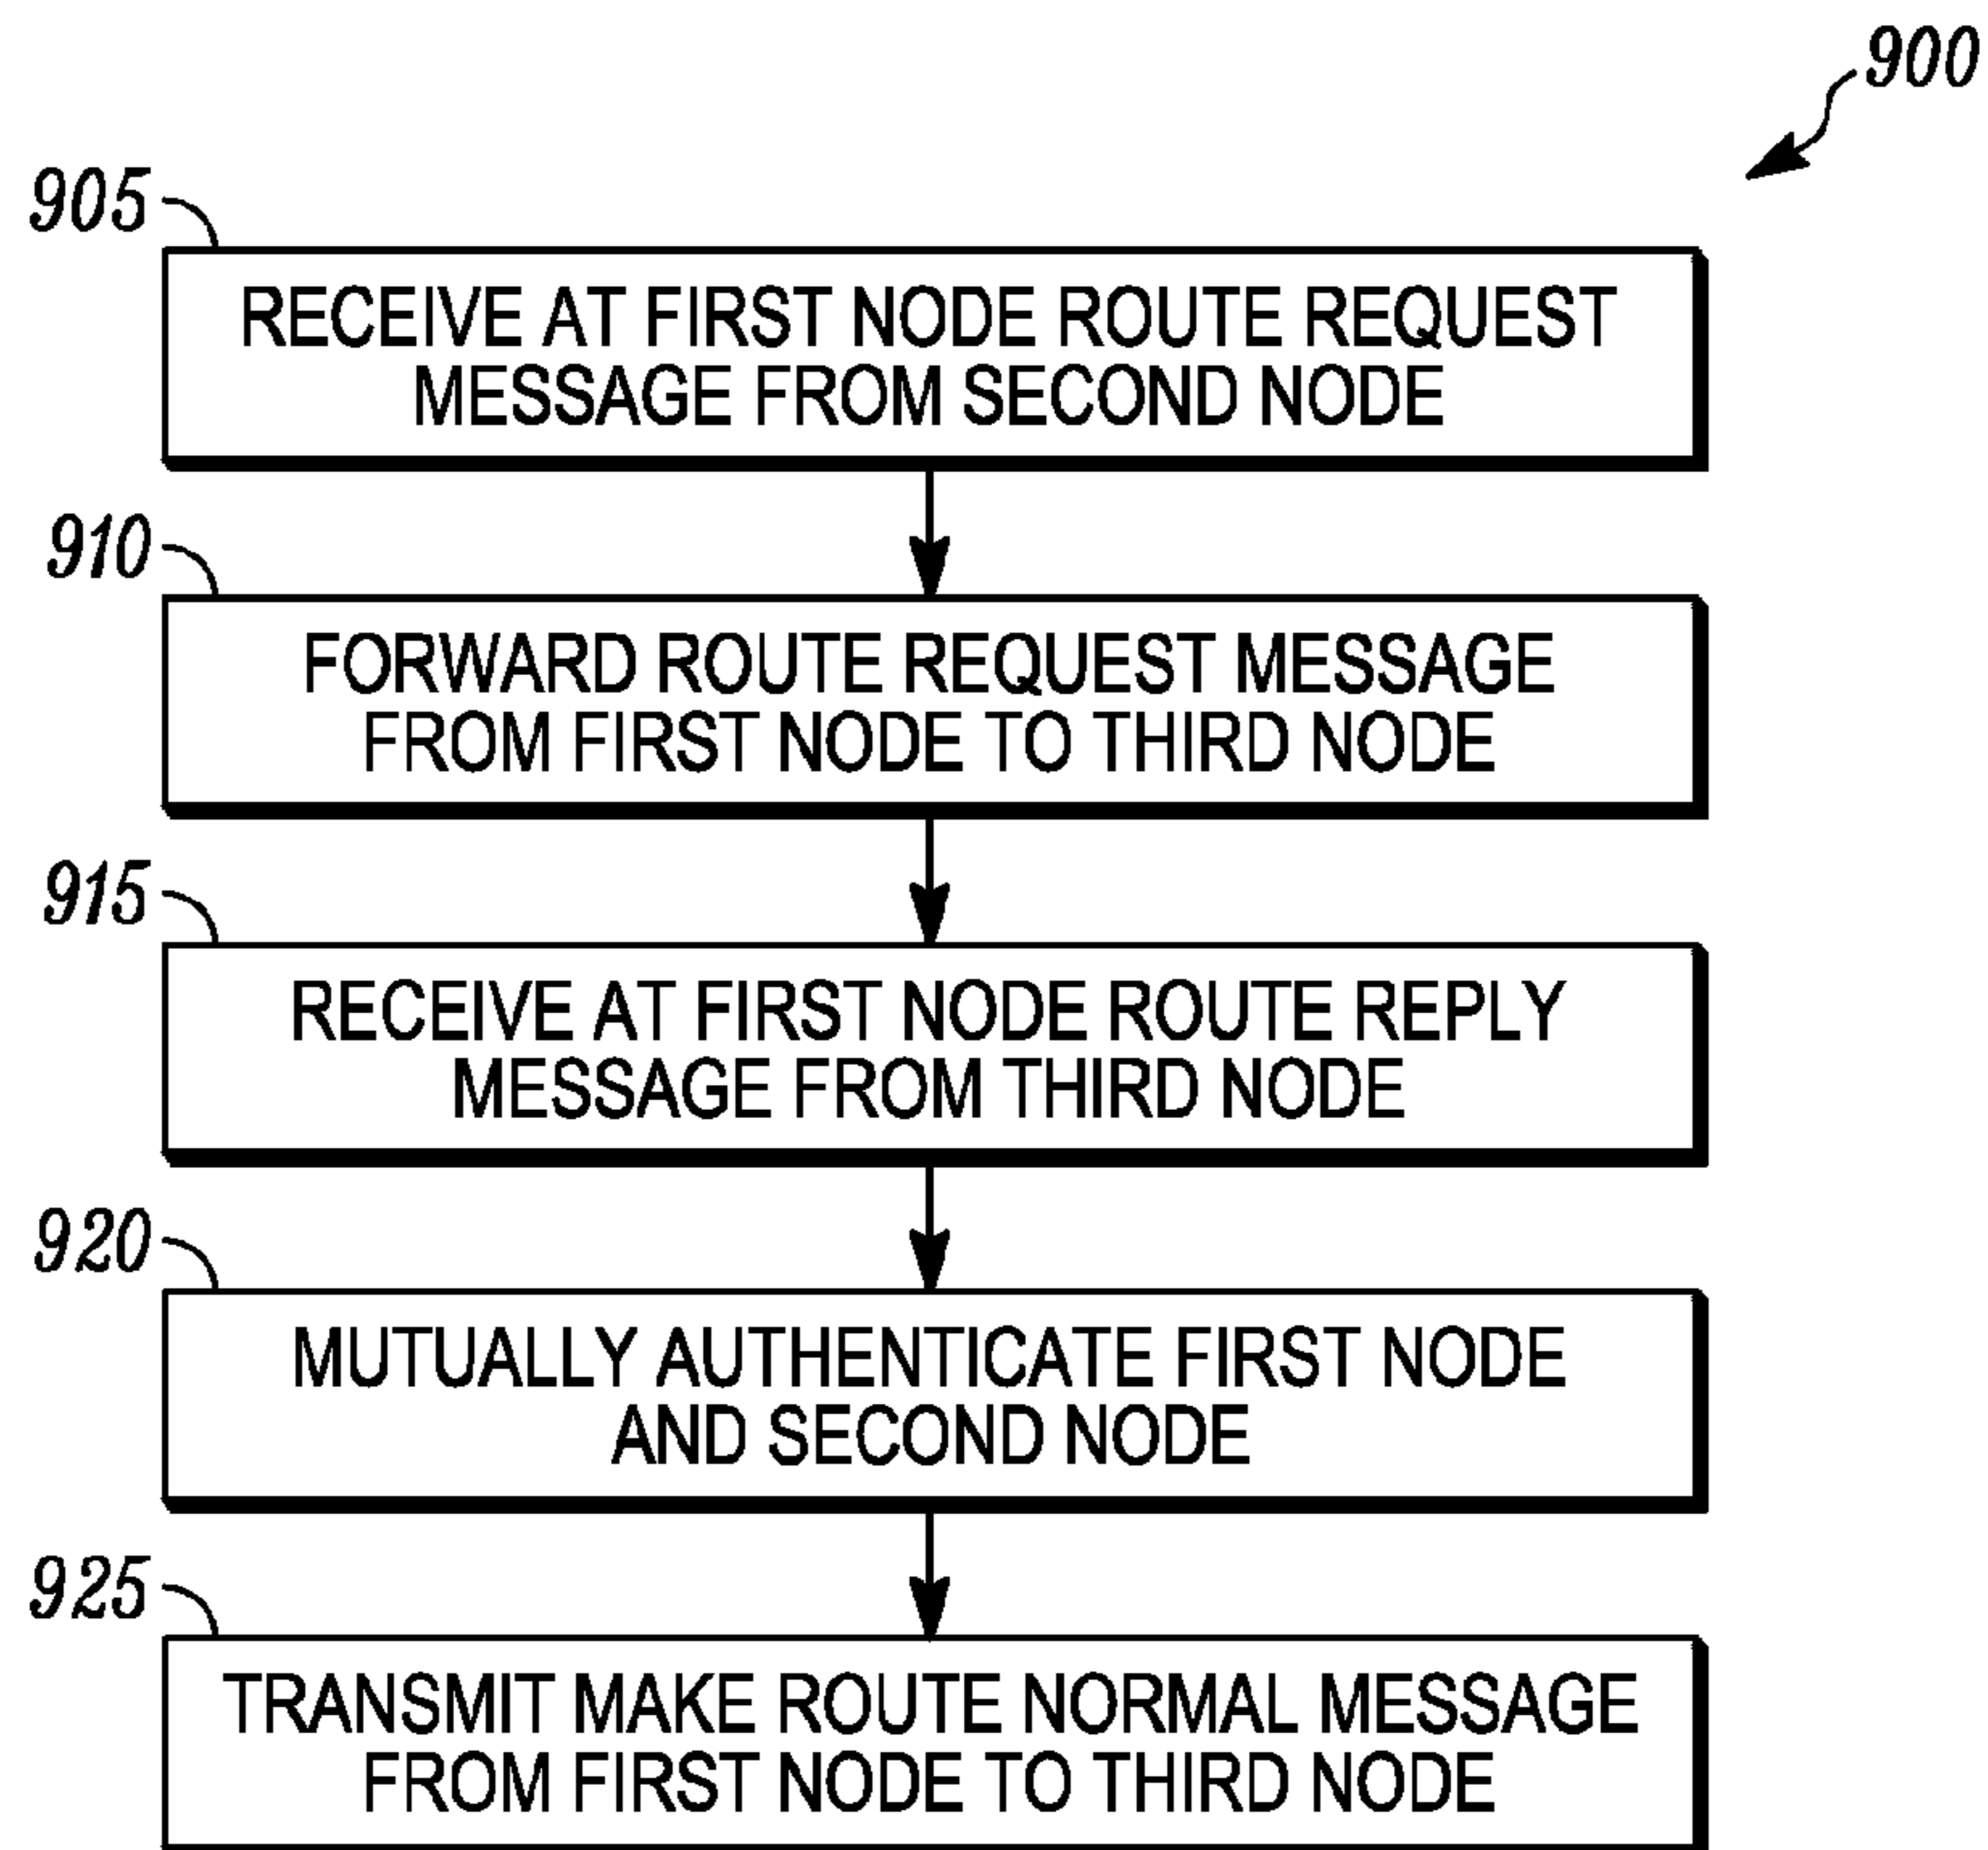 900
905
RECEIVE AT FIRST NODE ROUTE REQUEST
MESSAGE FROM SECOND NODE
910
FORWARD ROUTE REQUEST MESSAGE
FROM FIRST NODE TO THIRD NODE
915
RECEIVE AT FIRST NODE ROUTE REPLY
MESSAGE FROM THIRD NODE
920
MUTUALLY AUTHENTICATE FIRST NODE
AND SECOND NODE
925
TRANSMIT MAKE ROUTE NORMAL MESSAGE
FROM FIRST NODE TO THIRD NODE